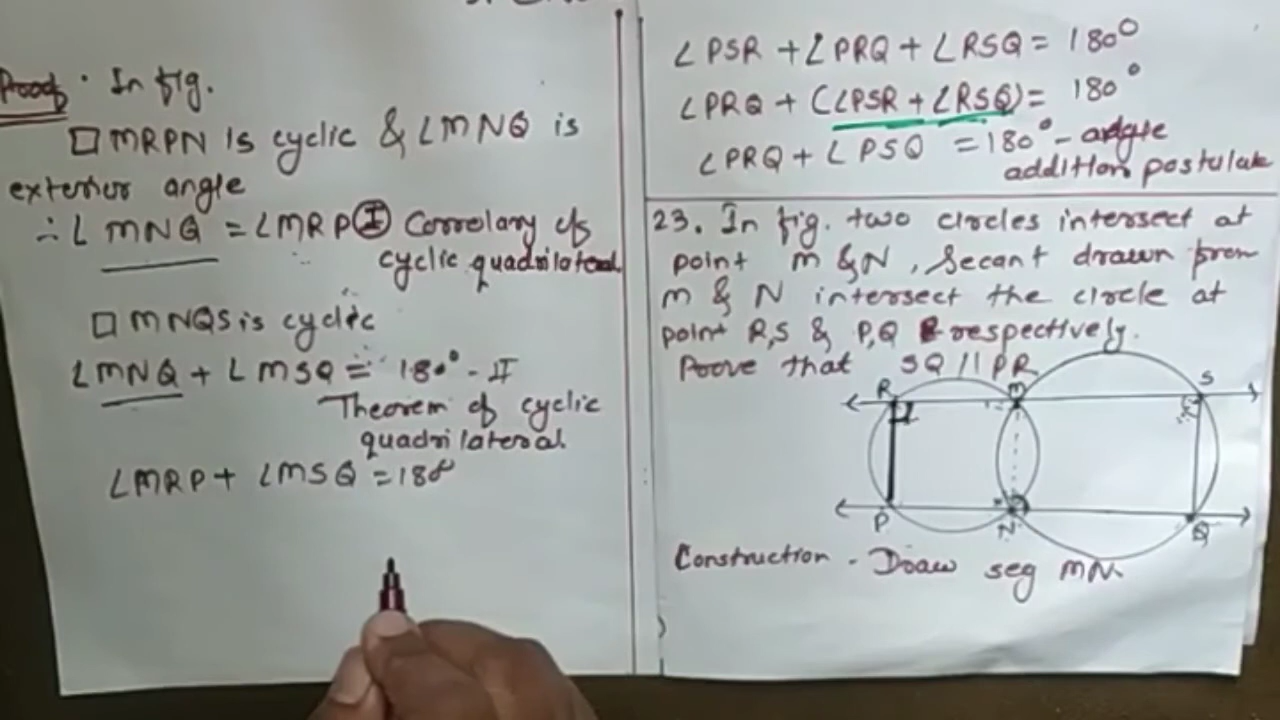 Proof. In fig.
□MRPN is cyclic & ∠MNQ is
exterior angle
∴ ∠MNQ = ∠MRP Ⓘ Correlary of
cyclic quadrilateral
□MNQS is cyclic
∠MNQ + ∠MSQ = 180° - II
Theorem of cyclic
quadrilateral
∠MRP + ∠MSQ = 180
∠PSR + ∠PRQ + ∠RSQ = 180°
∠PRQ + (∠PSR + ∠RSQ) = 180°
∠PRQ + ∠PSQ = 180° - angle
addition postulate
23. In fig. two circles intersect at
point M & N, Secant drawn from
M & N intersect the circle at
point R,S & P,Q respectively.
Prove that SQ // PR
R M S
P N Q
Construction - Draw seg MN.